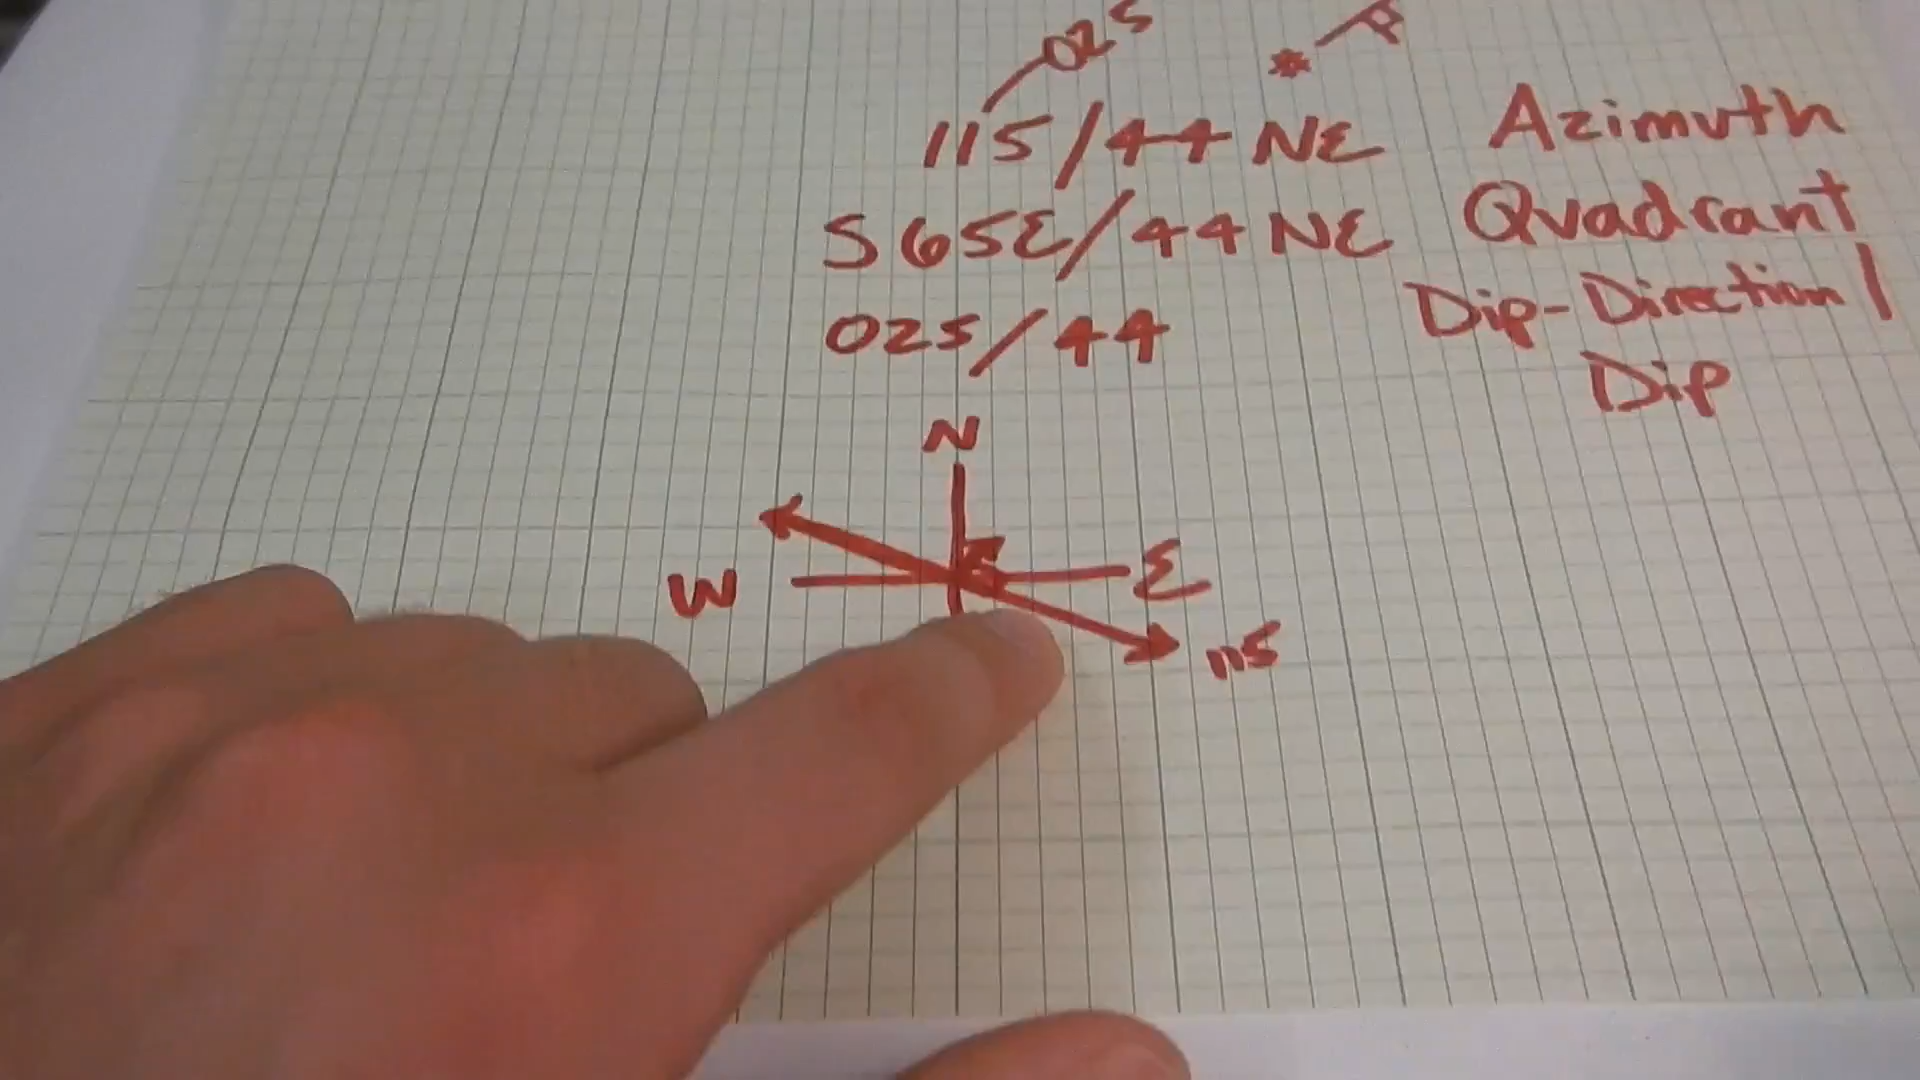 025
115/44 NE Azimuth
S65E/44 NE Quadrant
025/44 Dip-Direction/
Dip
N
W E
115